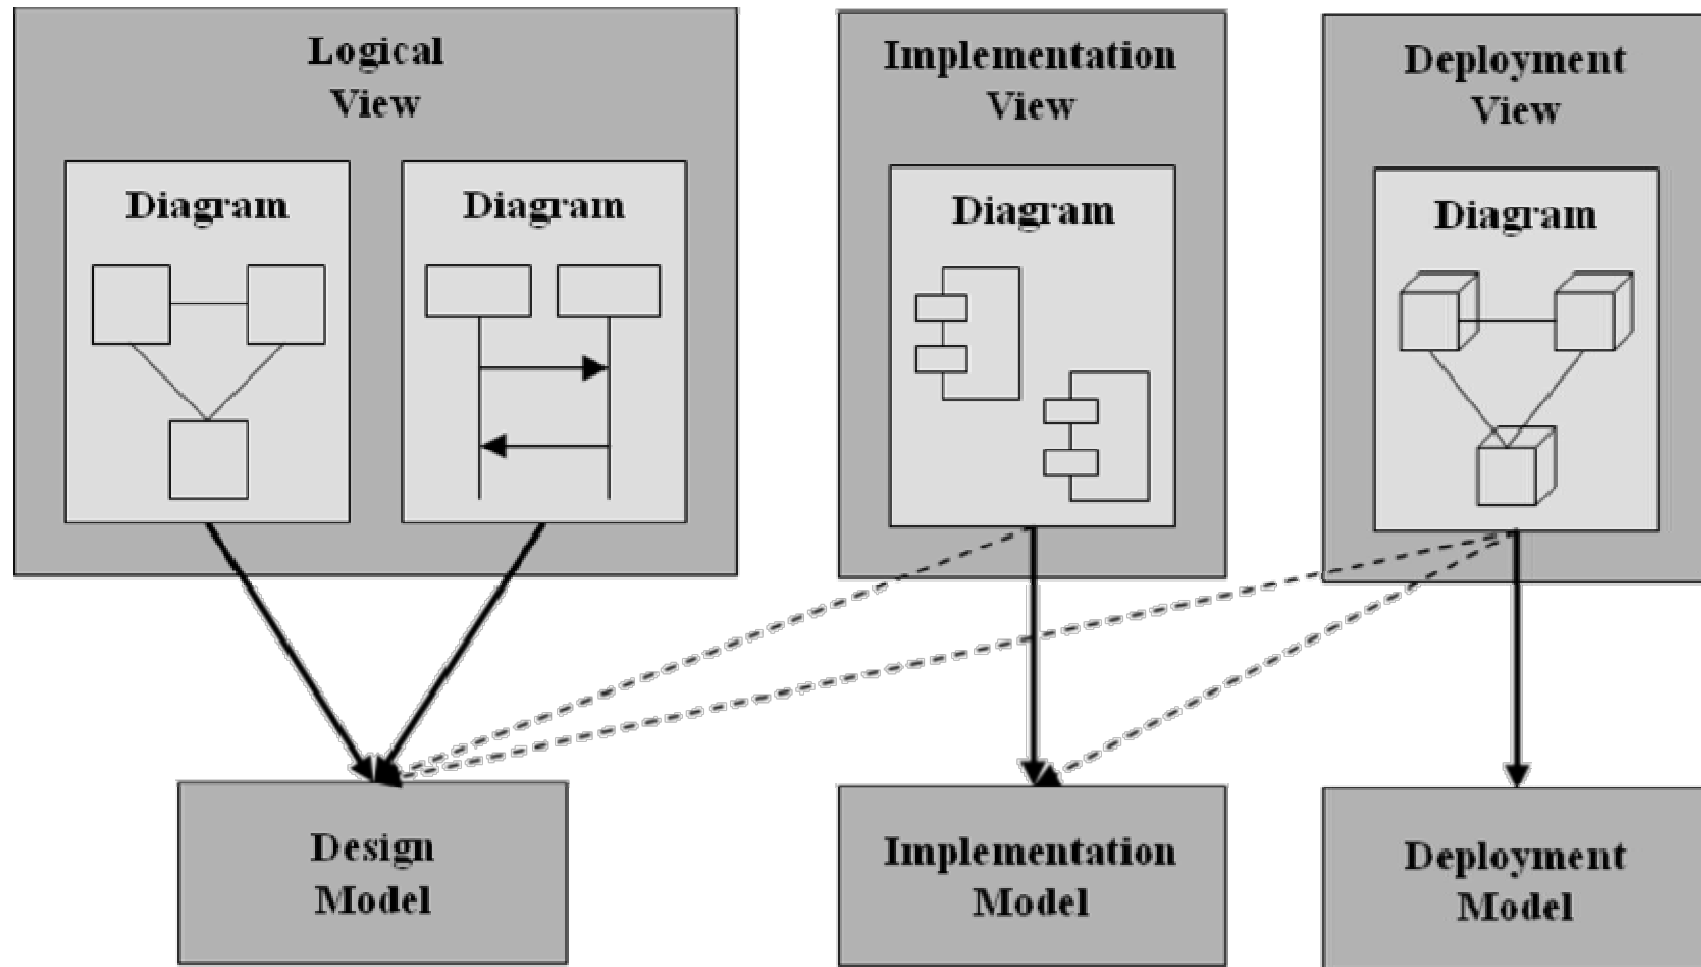 Logical
View
Diagram
Diagram
Implementation
View
Diagram
Deployment
View
Diagram
Design
Model
Implementation
Model
Deployment
Model